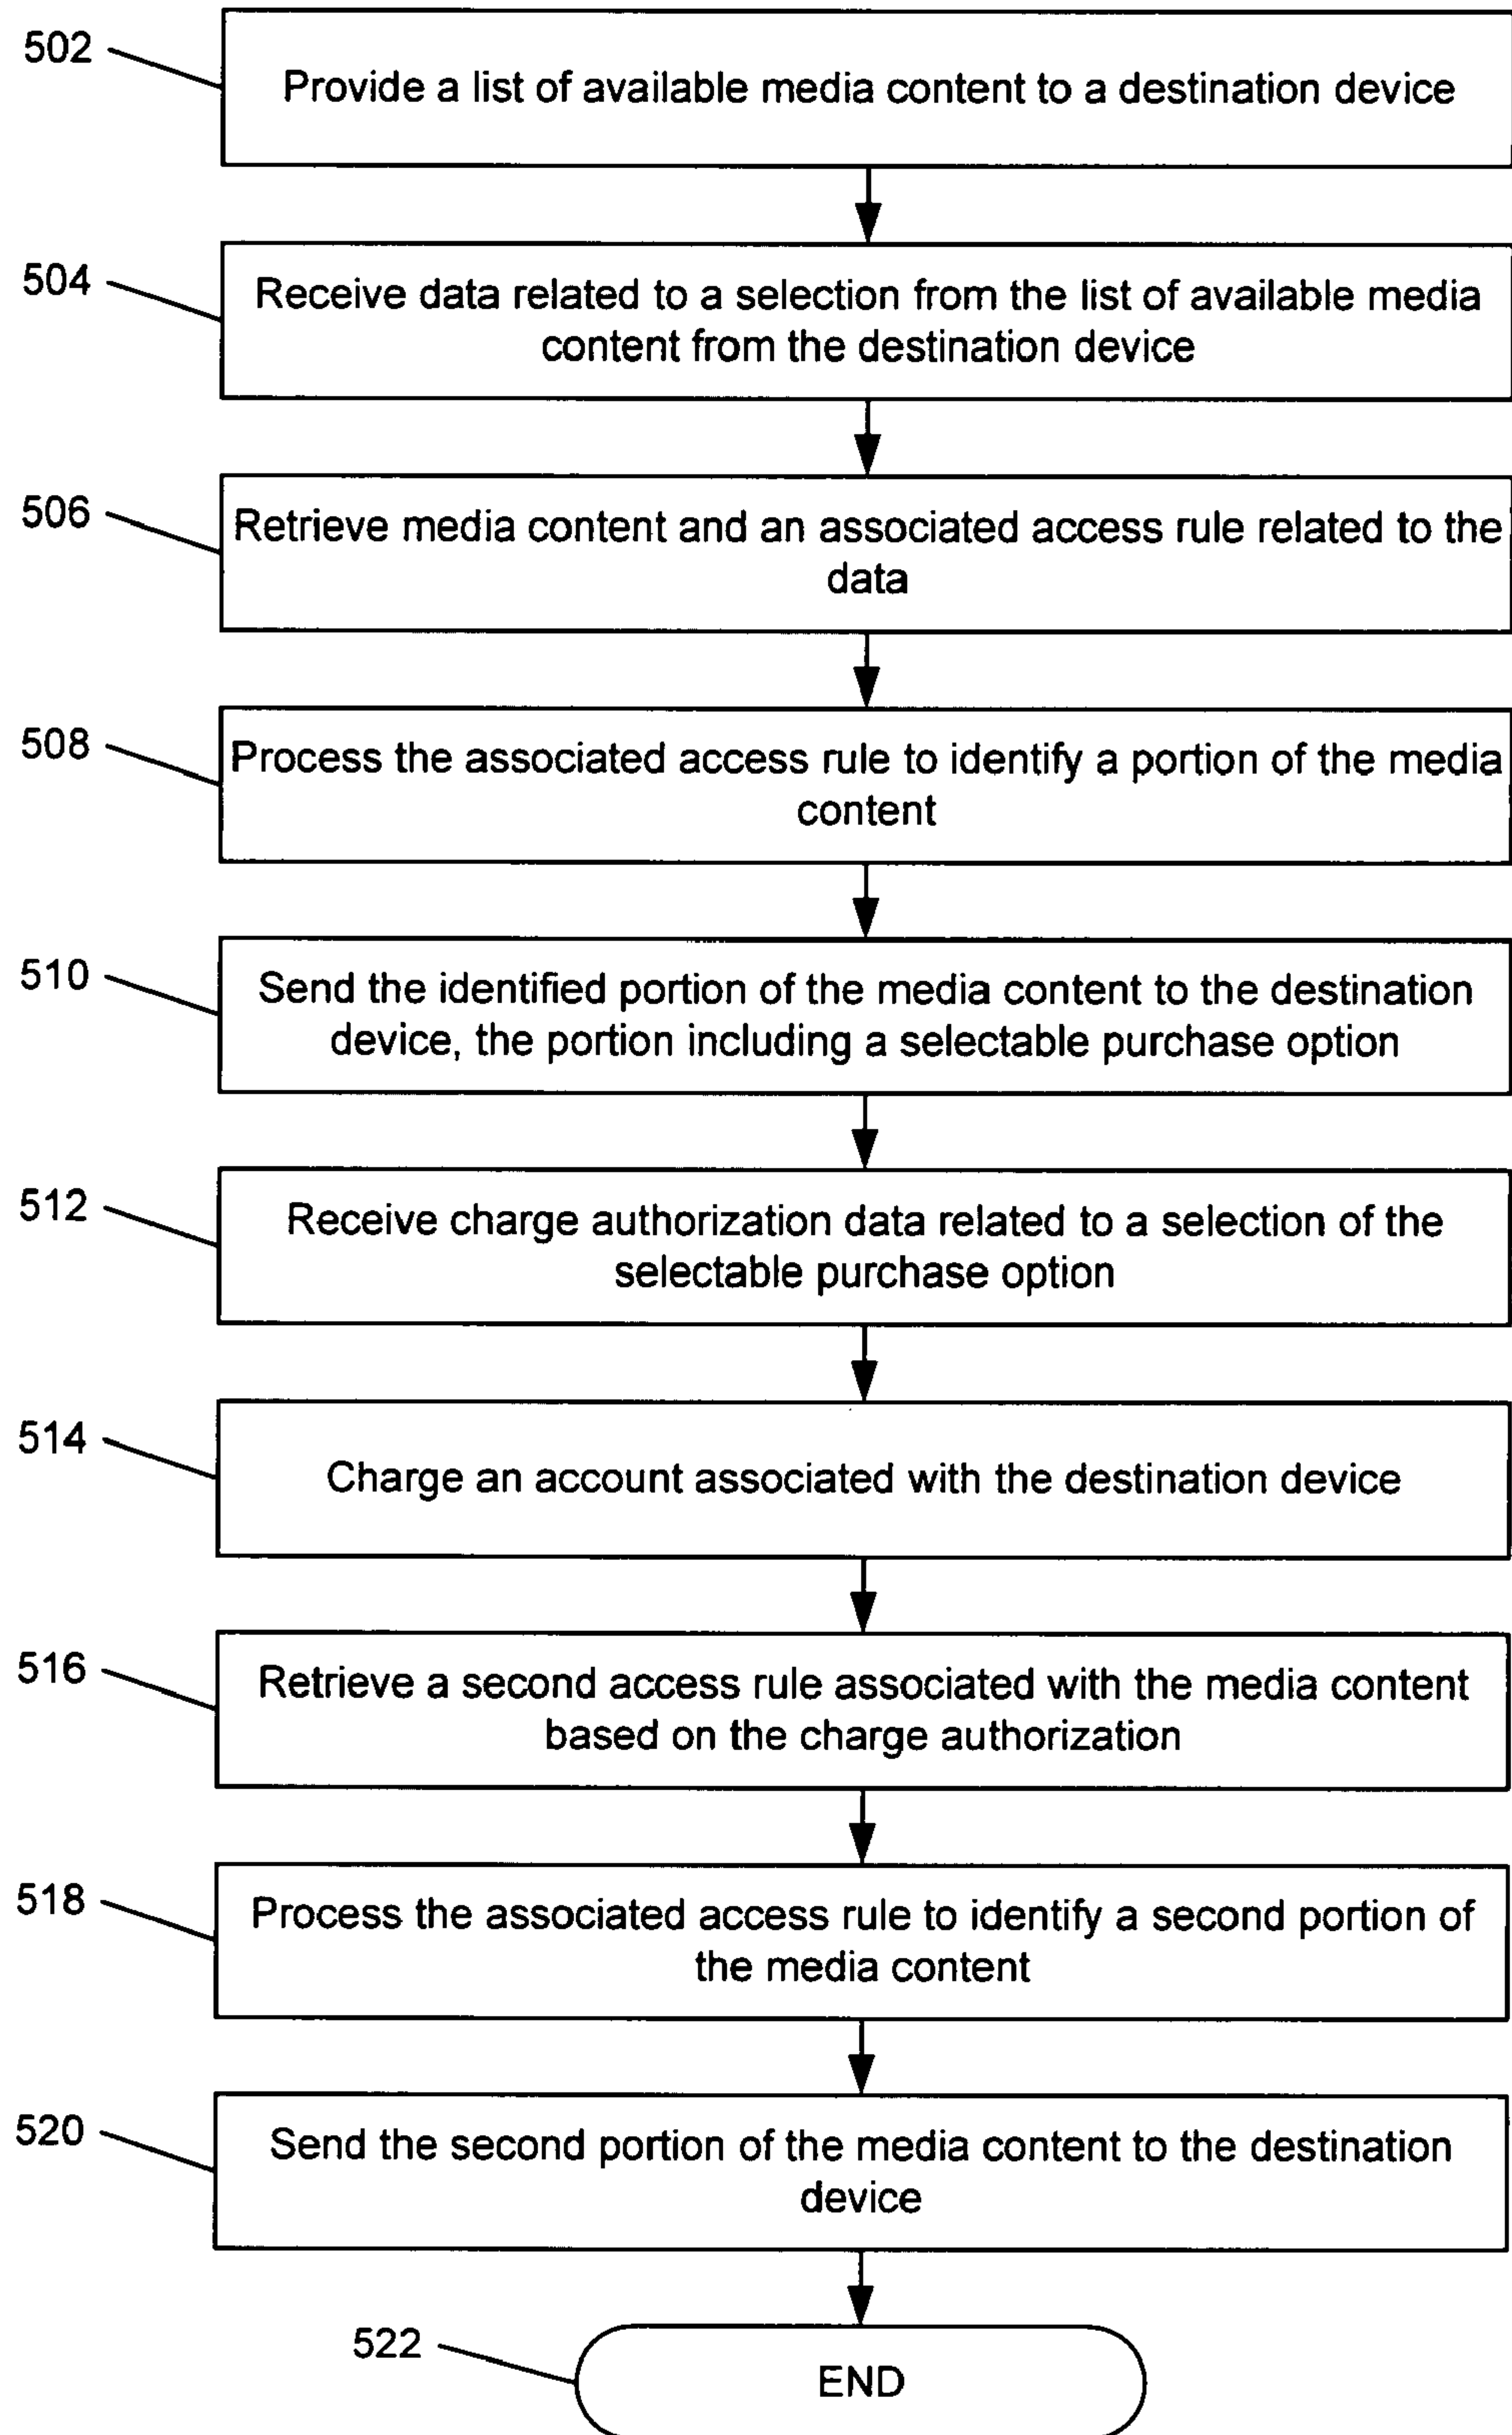 502
Provide a list of available media content to a destination device
504
Receive data related to a selection from the list of available media
content from the destination device
506
Retrieve media content and an associated access rule related to the
data
508
Process the associated access rule to identify a portion of the media
content
510
Send the identified portion of the media content to the destination
device, the portion including a selectable purchase option
512
Receive charge authorization data related to a selection of the
selectable purchase option
514
Charge an account associated with the destination device
516
Retrieve a second access rule associated with the media content
based on the charge authorization
518
Process the associated access rule to identify a second portion of
the media content
520
Send the second portion of the media content to the destination
device
522
END